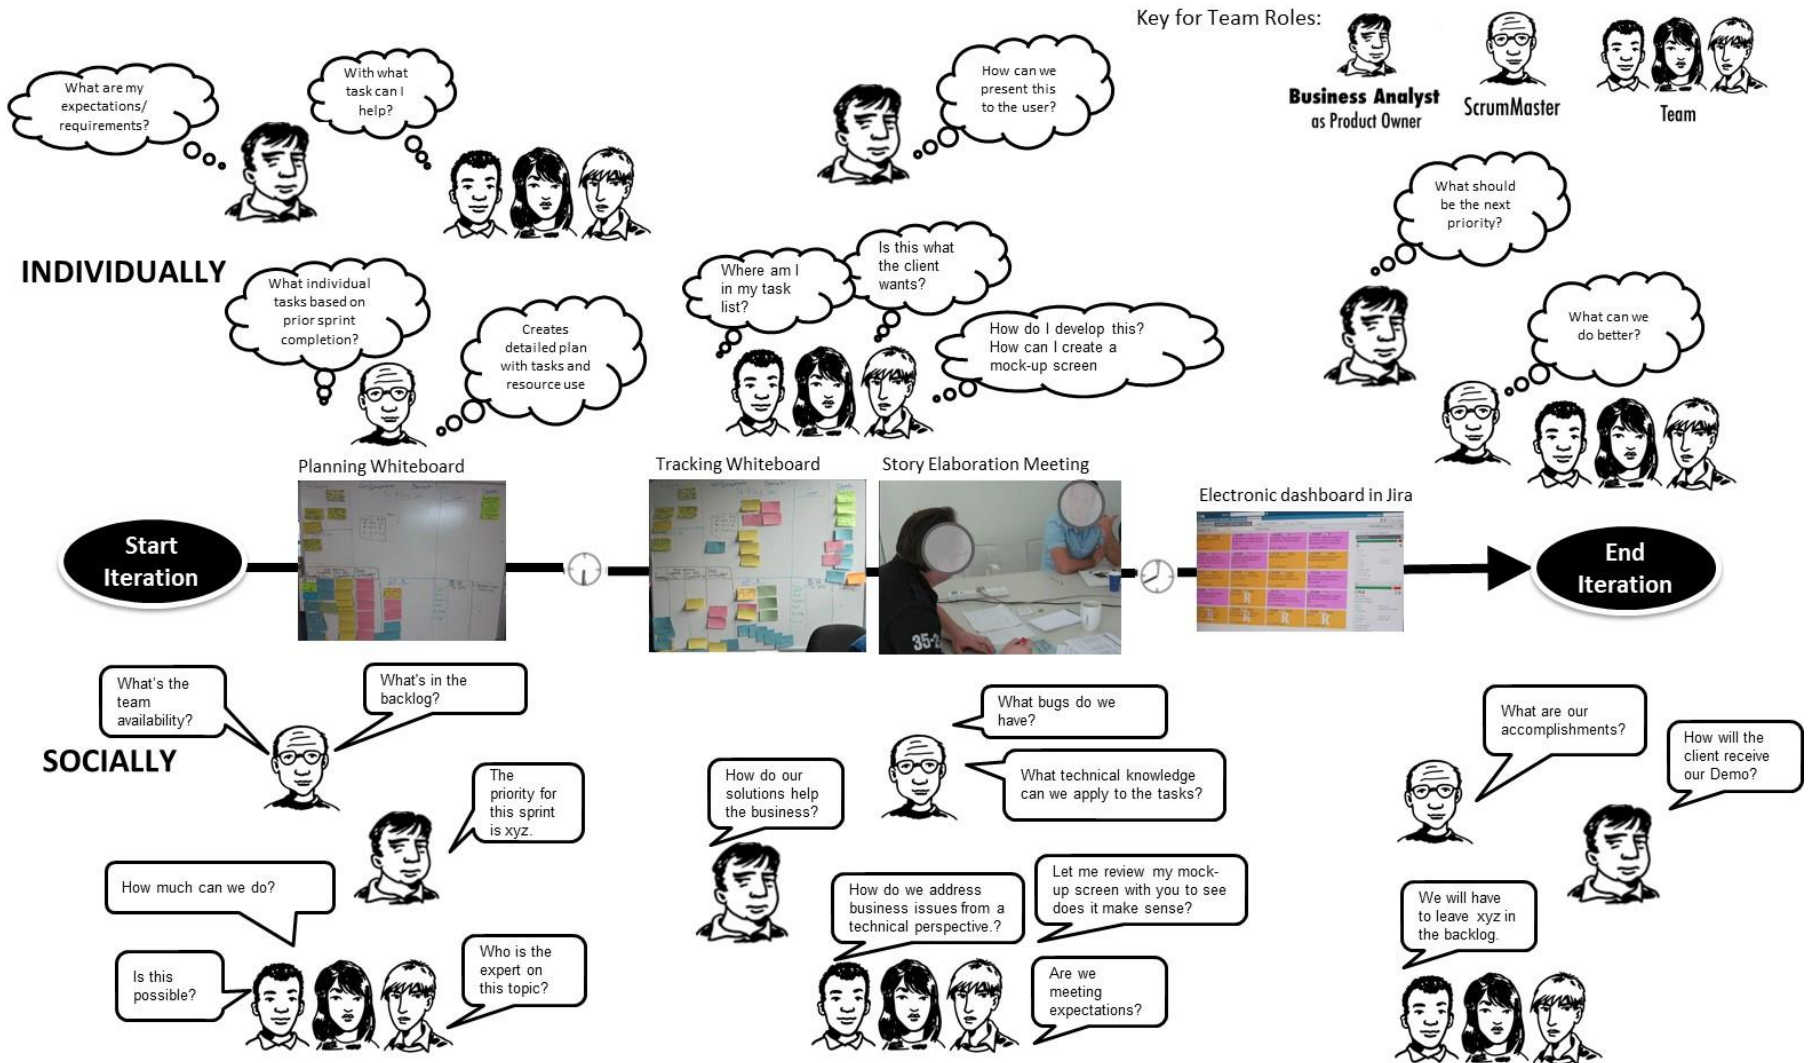 Key for Team Roles:
Business Analyst
as Product Owner
ScrumMaster
Team
What are my
expectations/
requirements?
With what
task can I
help?
How can we
present this
to the user?
What should
be the next
priority?
INDIVIDUALLY
What individual
tasks based on
prior sprint
completion?
Creates
detailed plan
with tasks and
resource use
Where am I
in my task
list?
Is this what
the client
wants?
How do I develop this?
How can I create a
mock-up screen
What can we
do better?
Planning Whiteboard
Tracking Whiteboard
Story Elaboration Meeting
Electronic dashboard in Jira
Start
Iteration
35-2
R
R
R
R
End
Iteration
SOCIALLY
What's the
team
availability?
What's in the
backlog?
The
priority for
this sprint
is xyz.
How much can we do?
Is this
possible?
Who is the
expert on
this topic?
What bugs do we
have?
What technical knowledge
can we apply to the tasks?
How do our
solutions help
the business?
How do we address
business issues from a
technical perspective.?
Let me review my mock-
up screen with you to see
does it make sense?
Are we
meeting
expectations?
What are our
accomplishments?
How will the
client receive
our Demo?
We will have
to leave xyz in
the backlog.